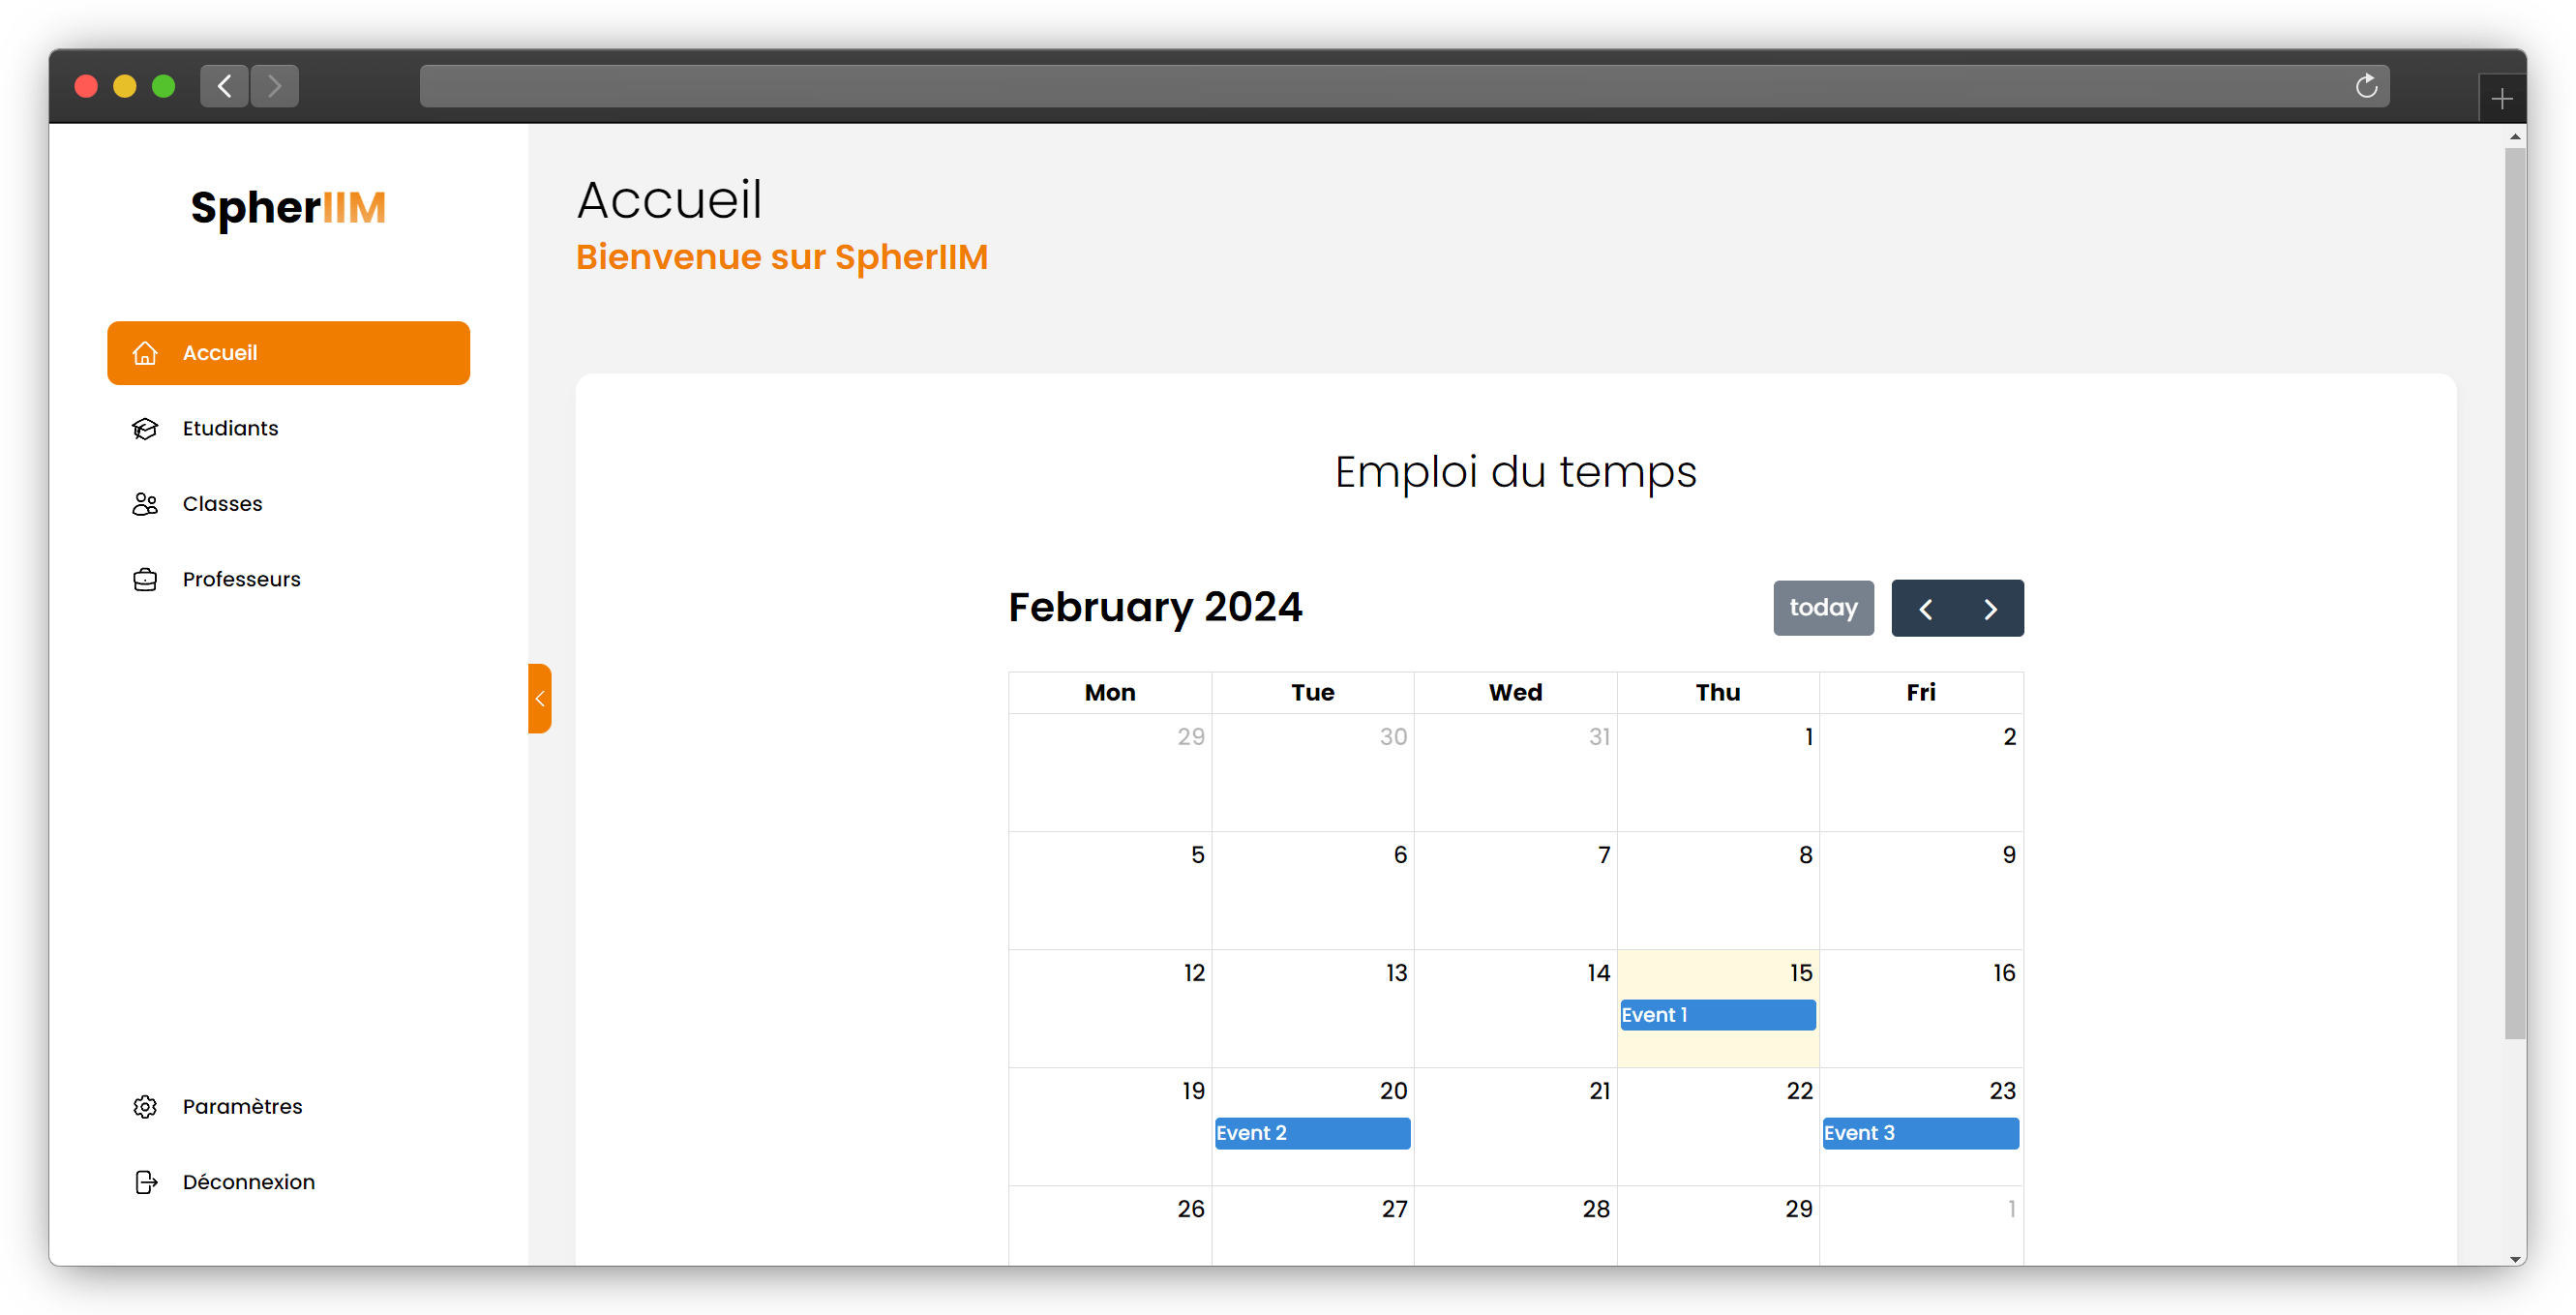 SpherIIM
Accueil
Etudiants
Classes
Professeurs
Paramètres
Déconnexion
Accueil
Bienvenue sur SpherIIM
Emploi du temps
February 2024
today
Mon Tue Wed Thu Fri
29 30 31 1 2
5 6 7 8 9
12 13 14 15 16
Event 1
19 20 21 22 23
Event 2 Event 3
26 27 28 29 1